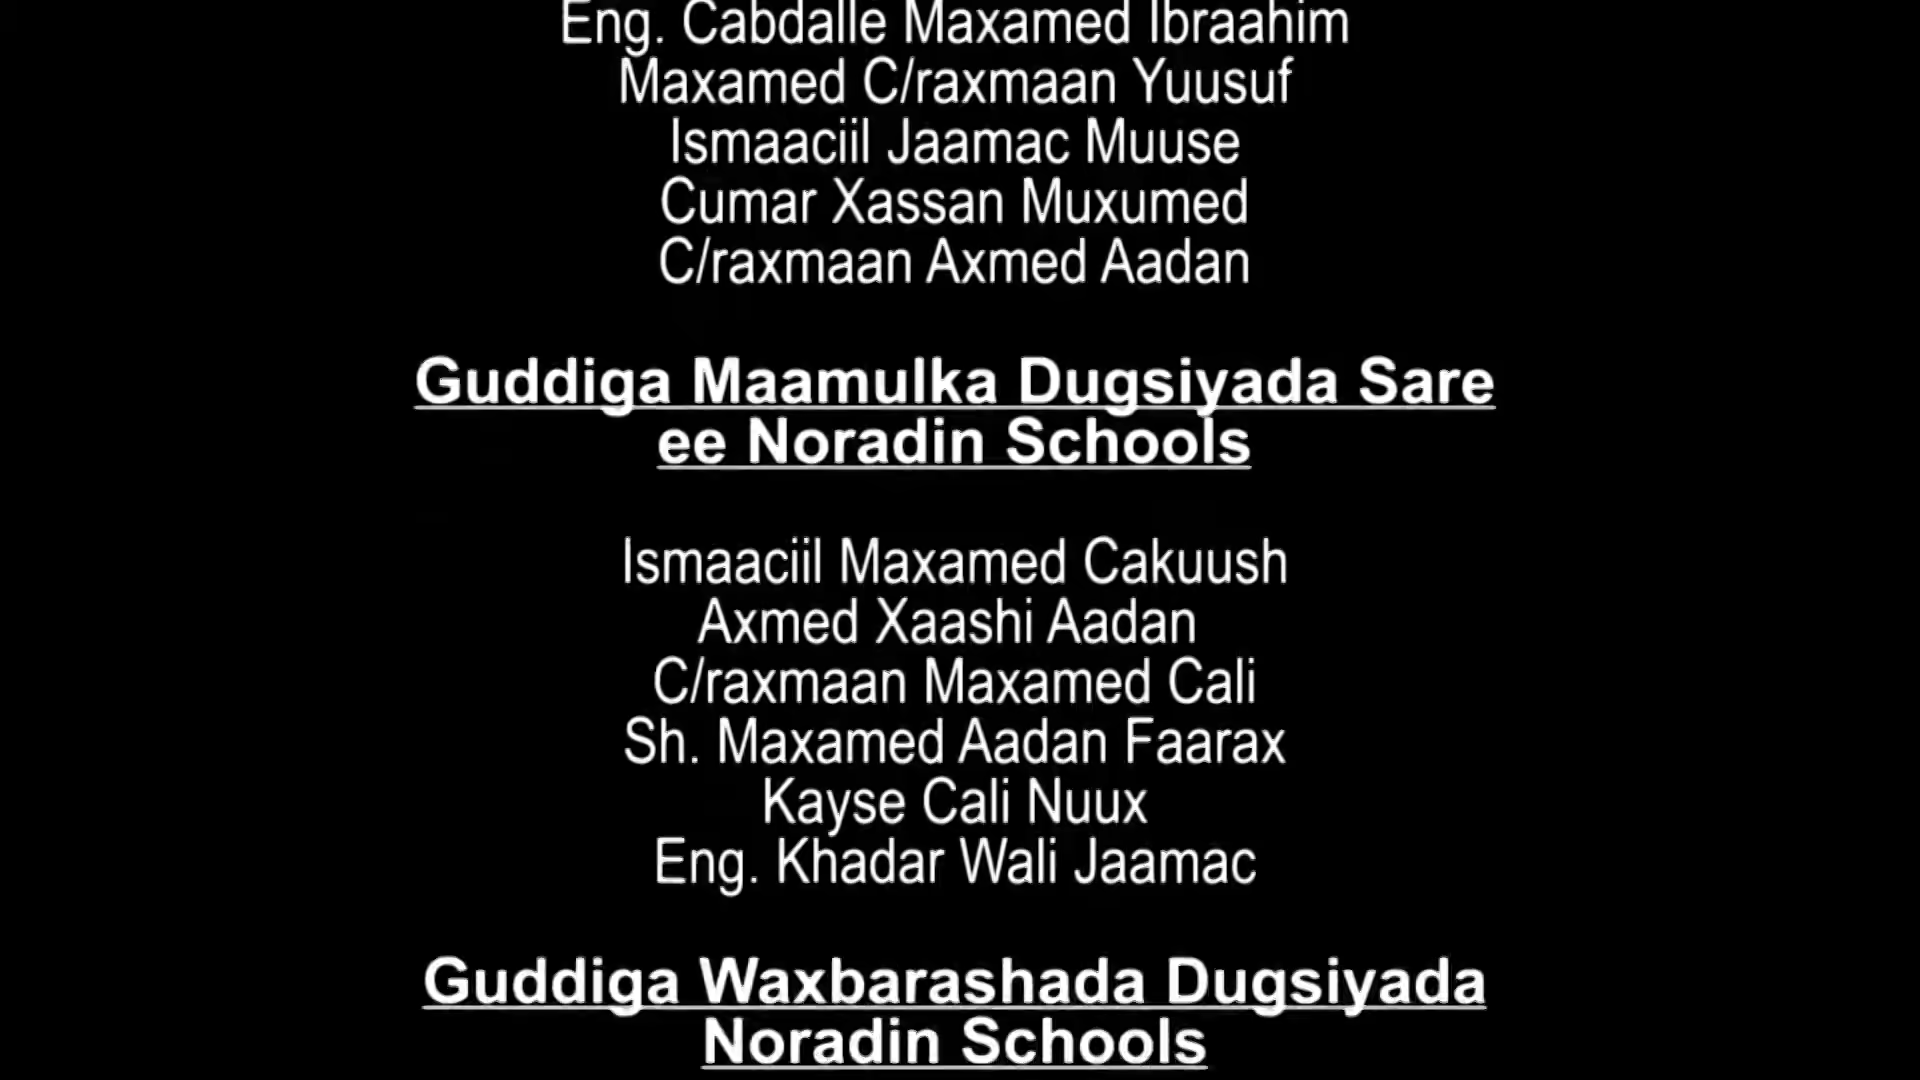 Eng. Cabdalle Maxamed Ibraahim
Maxamed C/raxmaan Yuusuf
Ismaaciil Jaamac Muuse
Cumar Xassan Muxumed
C/raxmaan Axmed Aadan
Guddiga Maamulka Dugsiyada Sare
ee Noradin Schools
Ismaaciil Maxamed Cakuush
Axmed Xaashi Aadan
C/raxmaan Maxamed Cali
Sh. Maxamed Aadan Faarax
Kayse Cali Nuux
Eng. Khadar Wali Jaamac
Guddiga Waxbarashada Dugsiyada
Noradin Schools